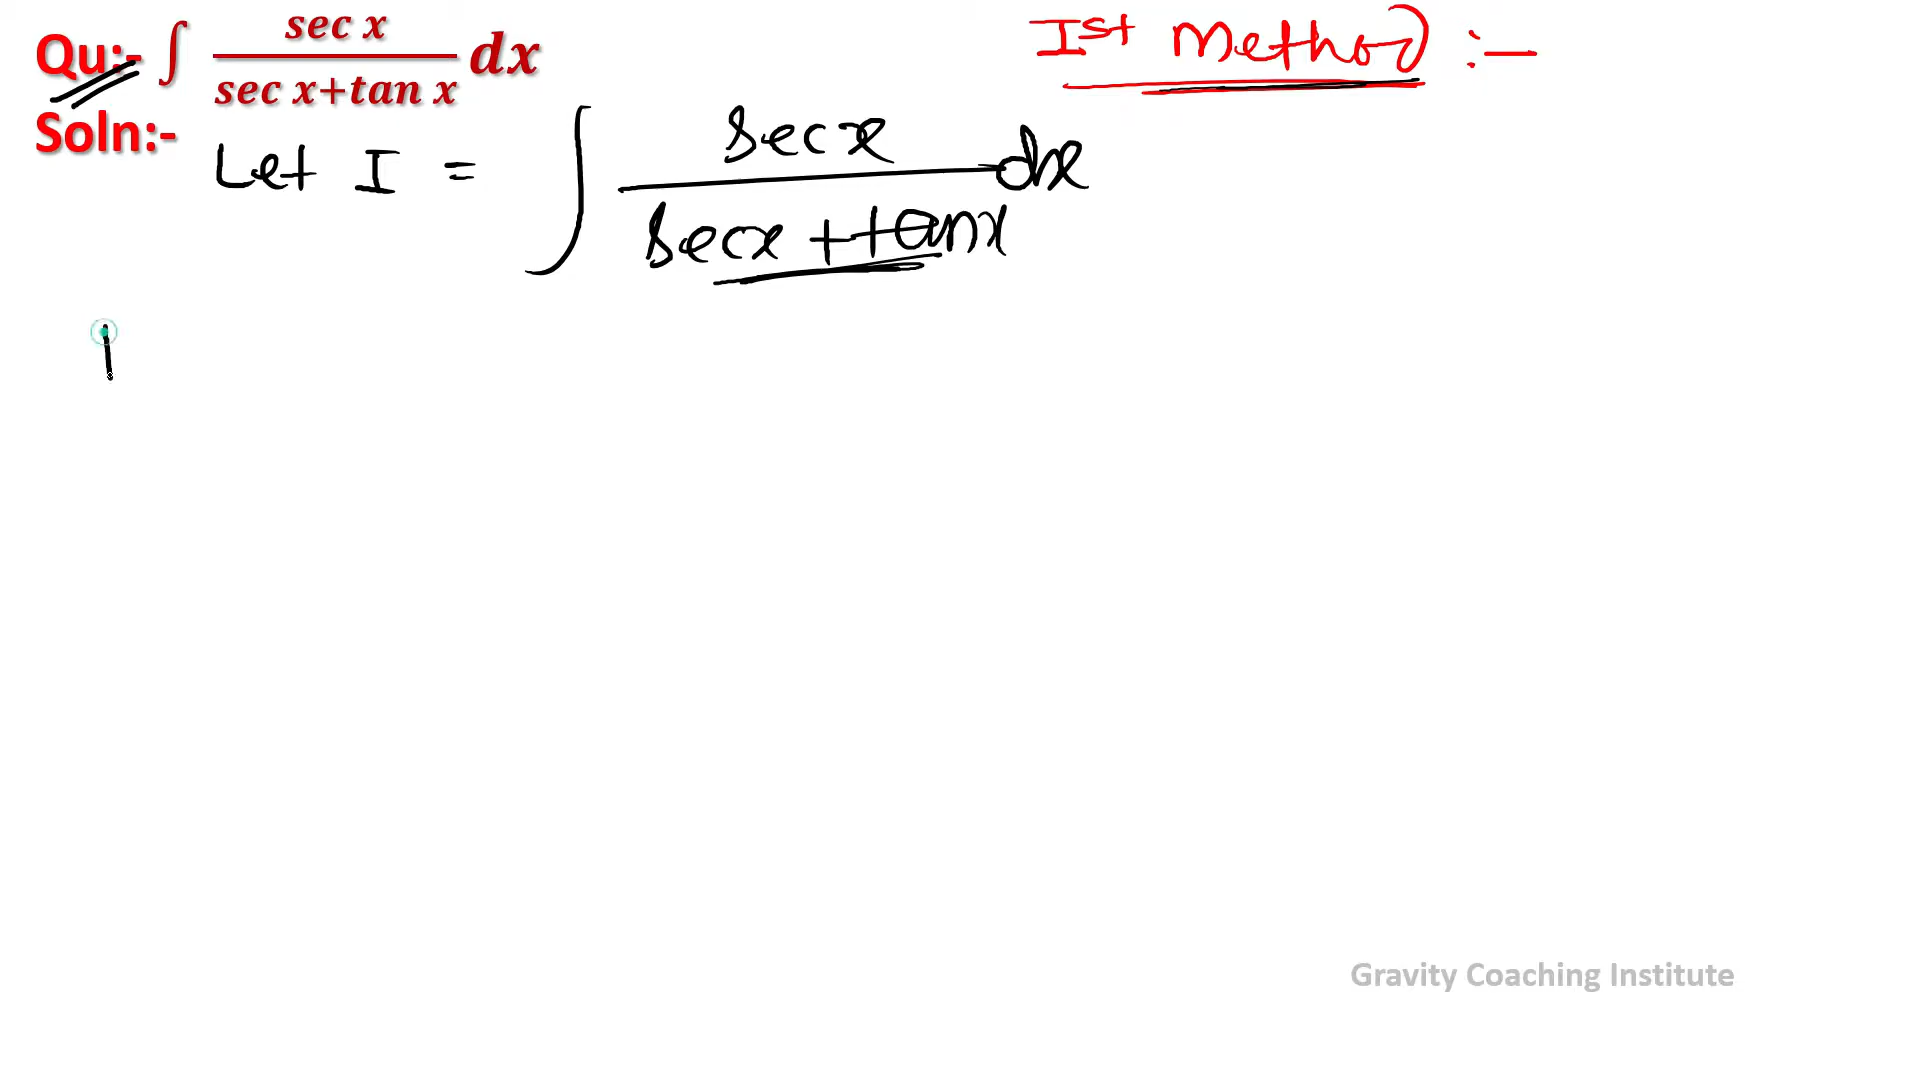 Qu:- ∫ sec x / sec x+tan x dx
Ist Method :-
Soln:-
Let I = ∫ secx / secx + tanx dx
Gravity Coaching Institute